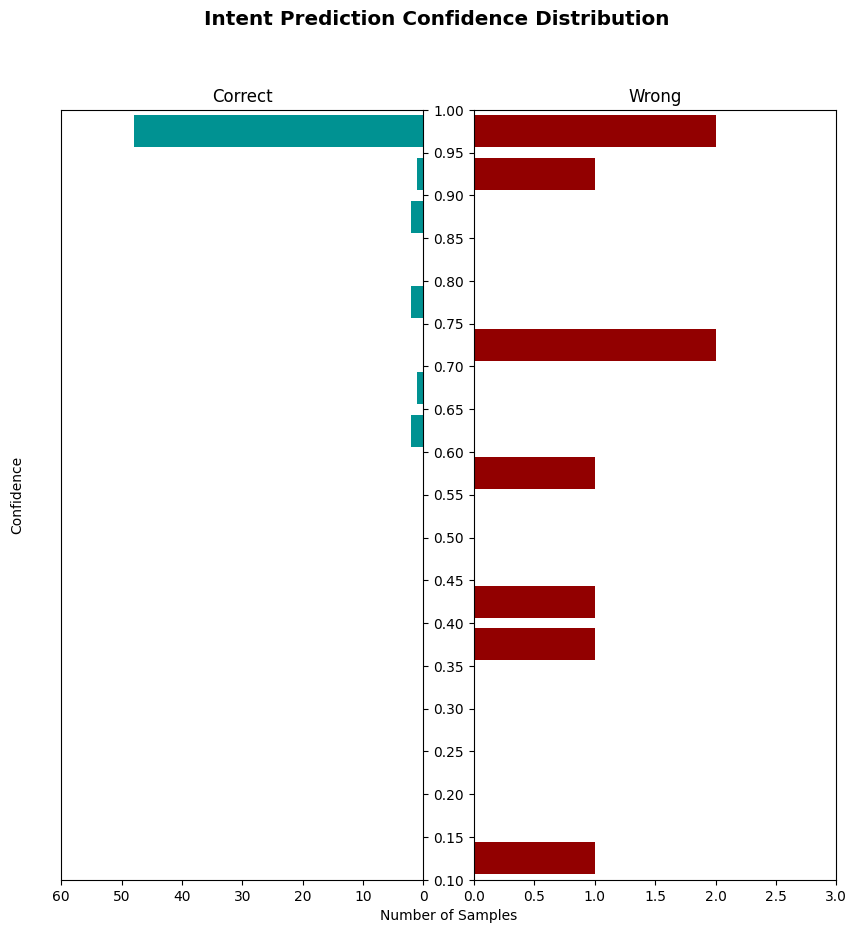 Intent Prediction Confidence Distribution
Correct
Wrong
1.00
0.95
0.90
0.85
0.80
0.75
0.70
0.65
0.60
0.55
0.50
0.45
0.40
0.35
0.30
0.25
0.20
0.15
0.10
Confidence
60 50 40 30 20 10 0
0.0 0.5 1.0 1.5 2.0 2.5 3.0
Number of Samples